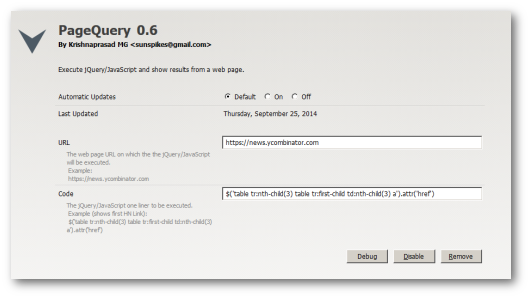 PageQuery 0.6
By Krishnaprasad MG <sunspikes@gmail.com>
Execute jQuery/JavaScript and show results from a web page.
Automatic Updates Default On Off
Last Updated Thursday, September 25, 2014
URL https://news.ycombinator.com
The web page URL on which the the jQuery/JavaScript
will be executed.
Example:
https://news.ycombinator.com
Code $('table tr:nth-child(3) table tr:first-child td:nth-child(3) a').attr('href')
The jQuery/JavaScript one liner to be executed.
Example (shows first HN Link):
$('table tr:nth-child(3) table tr:first-child td:nth-child(3)
a').attr('href')
Debug Disable Remove